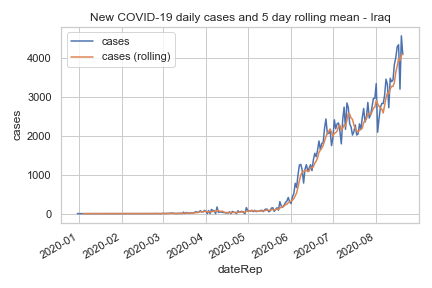 New COVID-19 daily cases and 5 day rolling mean - Iraq
cases
cases (rolling)
4000
3000
2000
1000
0
cases
2020-01
2020-02
2020-03
2020-04
2020-05
2020-06
2020-07
2020-08
dateRep